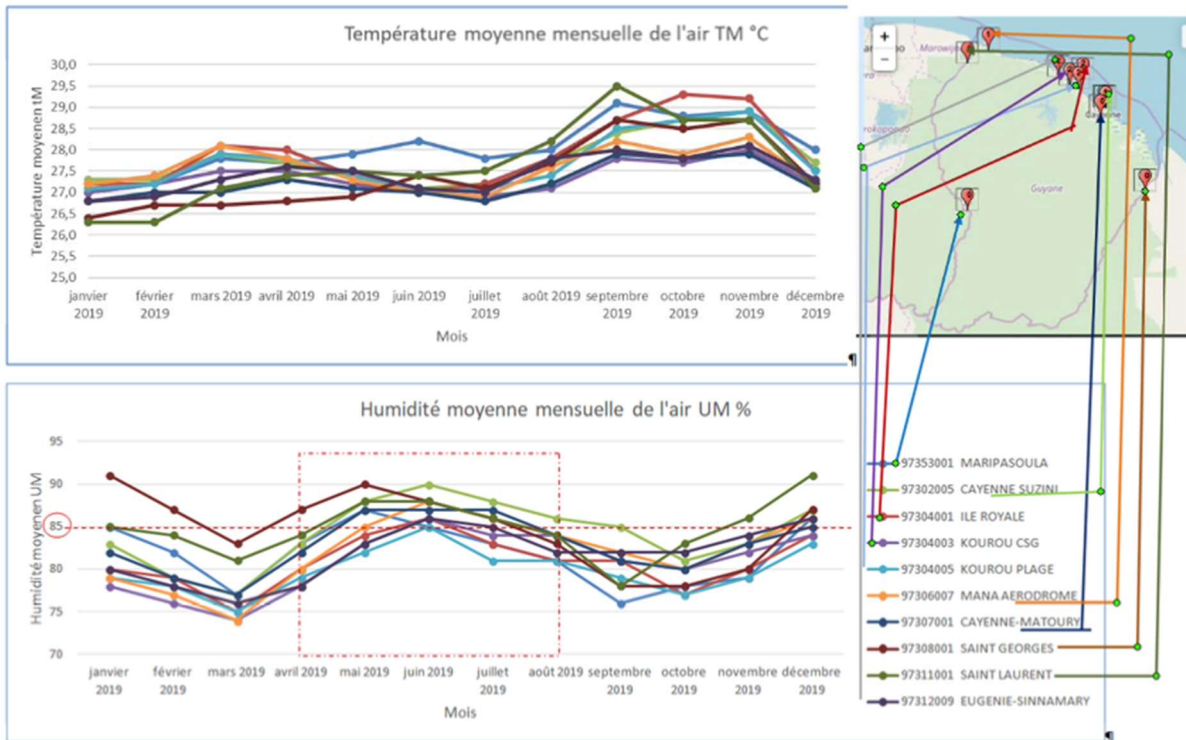 Température moyenne mensuelle de l'air TM °C
Température moyennen tM
30,0
29,5
29,0
28,5
28,0
27,5
27,0
26,5
26,0
25,5
25,0
janvier 2019
février 2019
mars 2019
avril 2019
mai 2019
juin 2019
juillet 2019
août 2019
septembre 2019
octobre 2019
novembre 2019
décembre 2019
Mois
+
−
Guyane
Cayenne
¶
Humidité moyenne mensuelle de l'air UM %
Humidité moyennen UM
95
90
85
80
75
70
janvier 2019
février 2019
mars 2019
avril 2019
mai 2019
juin 2019
juillet 2019
août 2019
septembre 2019
octobre 2019
novembre 2019
décembre 2019
Mois
97353001 MARIPASOULA
97302005 CAYENNE SUZINI
97304001 ILE ROYALE
97304003 KOUROU CSG
97304005 KOUROU PLAGE
97306007 MANA AERODROME
97307001 CAYENNE-MATOURY
97308001 SAINT GEORGES
97311001 SAINT LAURENT
97312009 EUGENIE-SINNAMARY
¶